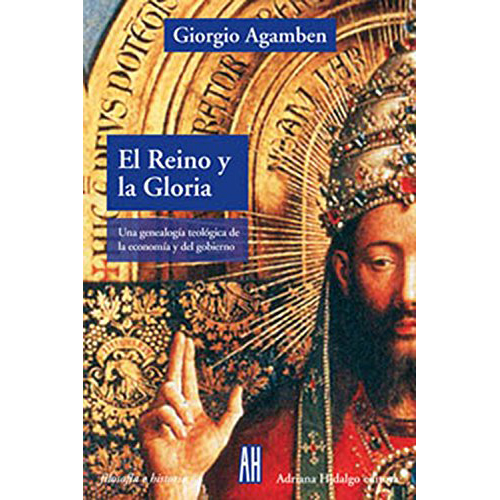 Giorgio Agamben
El Reino y
la Gloria
Una genealogía teológica de
la economía y del gobierno
AH
filosofía e historia
Adriana Hidalgo editora